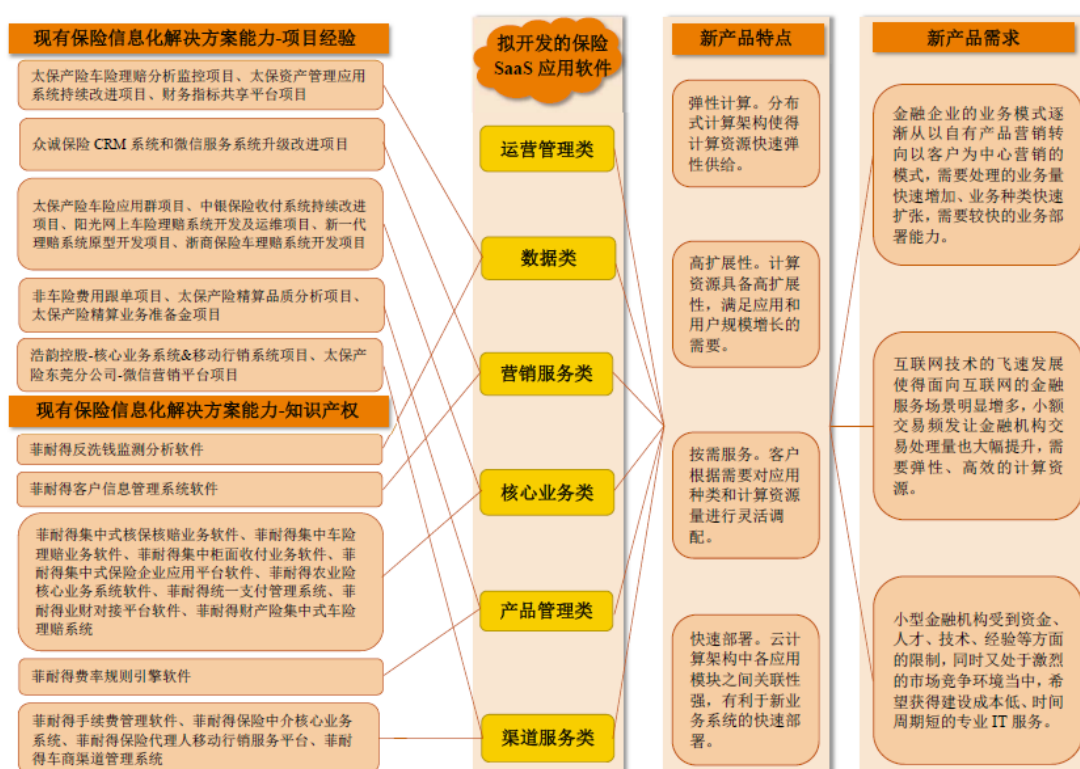 现有保险信息化解决方案能力-项目经验
太保产险车险理赔分析监控项目、太保资产管理应用
系统持续改进项目、财务指标共享平台项目
众诚保险 CRM 系统和微信服务系统升级改进项目
太保产险车险应用群项目、中银保险收付系统持续改进
项目、阳光网上车险理赔系统开发及运维项目、新一代
理赔系统原型开发项目、浙商保险车理赔系统开发项目
非车险费用跟单项目、太保产险精算品质分析项目、
太保产险精算业务准备金项目
浩韵控股-核心业务系统&移动行销系统项目、太保产
险东莞分公司-微信营销平台项目
现有保险信息化解决方案能力-知识产权
菲耐得反洗钱监测分析软件
菲耐得客户信息管理系统软件
菲耐得集中式核保核赔业务软件、菲耐得集中车险
理赔业务软件、菲耐得集中柜面收付业务软件、菲
耐得集中式保险企业应用平台软件、菲耐得农业险
核心业务系统软件、菲耐得统一支付管理系统、菲
耐得业财对接平台软件、菲耐得财产险集中式车险
理赔系统
菲耐得费率规则引擎软件
菲耐得手续费管理软件、菲耐得保险中介核心业务
系统、菲耐得保险代理人移动行销服务平台、菲耐
得车商渠道管理系统
拟开发的保险
SaaS 应用软件
运营管理类
数据类
营销服务类
核心业务类
产品管理类
渠道服务类
新产品特点
弹性计算。分布
式计算架构使得
计算资源快速弹
性供给。
高扩展性。计算
资源具备高扩展
性，满足应用和
用户规模增长的
需要。
按需服务。客户
根据需要对应用
种类和计算资源
量进行灵活调
配。
快速部署。云计
算架构中各应用
模块之间关联性
强，有利于新业
务系统的快速部
署。
新产品需求
金融企业的业务模式逐
渐从以自有产品营销转
向以客户为中心营销的
模式，需要处理的业务量
快速增加、业务种类快速
扩张，需要较快的业务部
署能力。
互联网技术的飞速发展
使得面向互联网的金融
服务场景明显增多，小额
交易频发让金融机构交
易处理量也大幅提升，需
要弹性、高效的计算资
源。
小型金融机构受到资金、
人才、技术、经验等方面
的限制，同时又处于激烈
的市场竞争环境当中，希
望获得建设成本低、时间
周期短的专业 IT 服务。